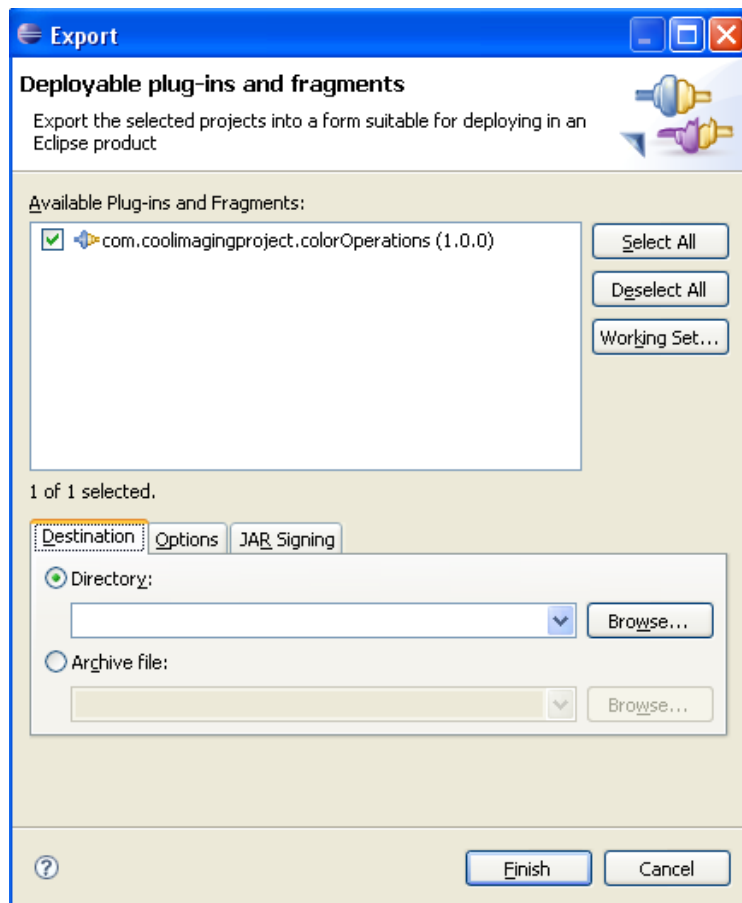 Export
Deployable plug-ins and fragments
Export the selected projects into a form suitable for deploying in an
Eclipse product
Available Plug-ins and Fragments:
com.coolimagingproject.colorOperations (1.0.0)
Select All
Deselect All
Working Set...
1 of 1 selected.
Destination
Options
JAR Signing
Directory:
Browse...
Archive file:
Browse...
Finish
Cancel